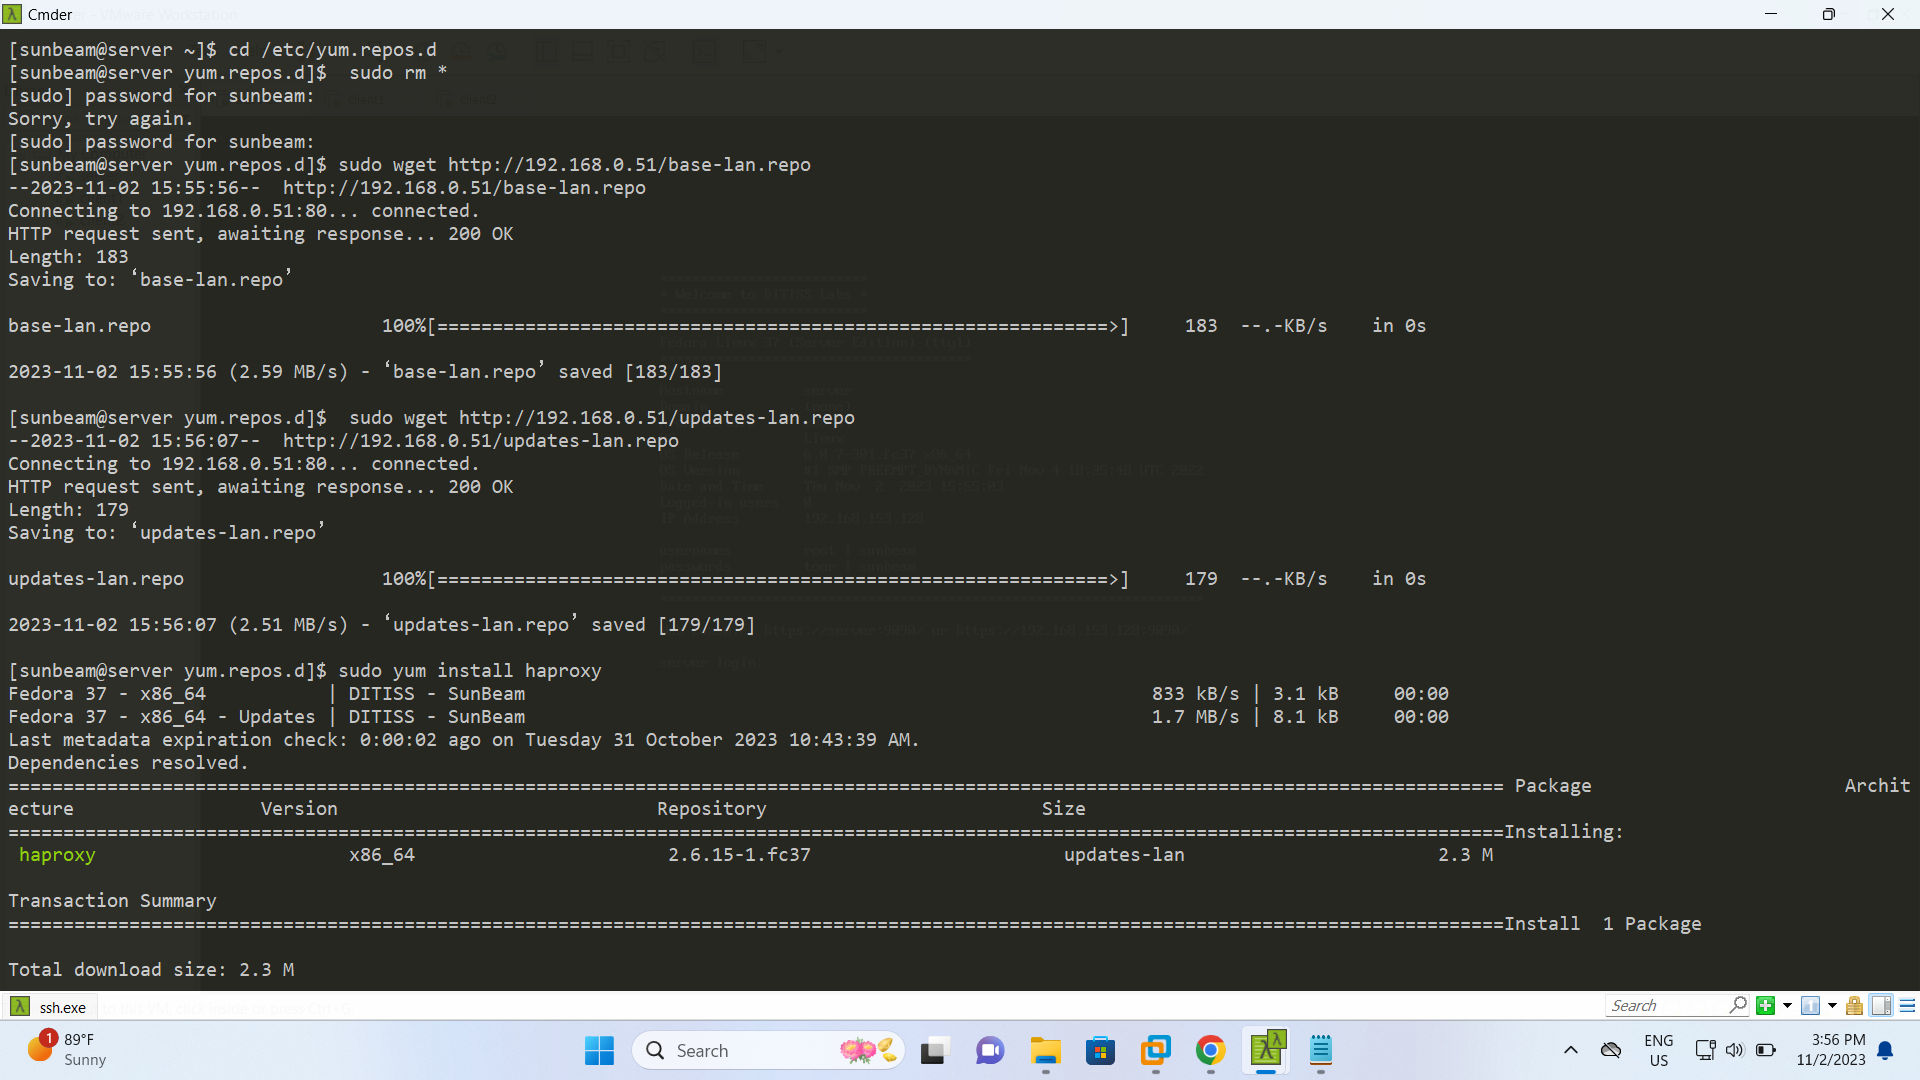 Cmder
[sunbeam@server ~]$ cd /etc/yum.repos.d
[sunbeam@server yum.repos.d]$  sudo rm *
[sudo] password for sunbeam:
Sorry, try again.
[sudo] password for sunbeam:
[sunbeam@server yum.repos.d]$ sudo wget http://192.168.0.51/base-lan.repo
--2023-11-02 15:55:56--  http://192.168.0.51/base-lan.repo
Connecting to 192.168.0.51:80... connected.
HTTP request sent, awaiting response... 200 OK
Length: 183
Saving to: ‘base-lan.repo’
base-lan.repo 100%[=============================================================>] 183 --.-KB/s in 0s
2023-11-02 15:55:56 (2.59 MB/s) - ‘base-lan.repo’ saved [183/183]
[sunbeam@server yum.repos.d]$  sudo wget http://192.168.0.51/updates-lan.repo
--2023-11-02 15:56:07--  http://192.168.0.51/updates-lan.repo
Connecting to 192.168.0.51:80... connected.
HTTP request sent, awaiting response... 200 OK
Length: 179
Saving to: ‘updates-lan.repo’
updates-lan.repo 100%[=============================================================>] 179 --.-KB/s in 0s
2023-11-02 15:56:07 (2.51 MB/s) - ‘updates-lan.repo’ saved [179/179]
[sunbeam@server yum.repos.d]$ sudo yum install haproxy
Fedora 37 - x86_64 | DITISS - SunBeam 833 kB/s | 3.1 kB 00:00
Fedora 37 - x86_64 - Updates | DITISS - SunBeam 1.7 MB/s | 8.1 kB 00:00
Last metadata expiration check: 0:00:02 ago on Tuesday 31 October 2023 10:43:39 AM.
Dependencies resolved.
======================================================================================================================================== Package Archit
ecture Version Repository Size
========================================================================================================================================Installing:
haproxy x86_64 2.6.15-1.fc37 updates-lan 2.3 M
Transaction Summary
========================================================================================================================================Install  1 Package
Total download size: 2.3 M
ssh.exe
Search
1
89°F
Sunny
Search
ENG
US
3:56 PM
11/2/2023